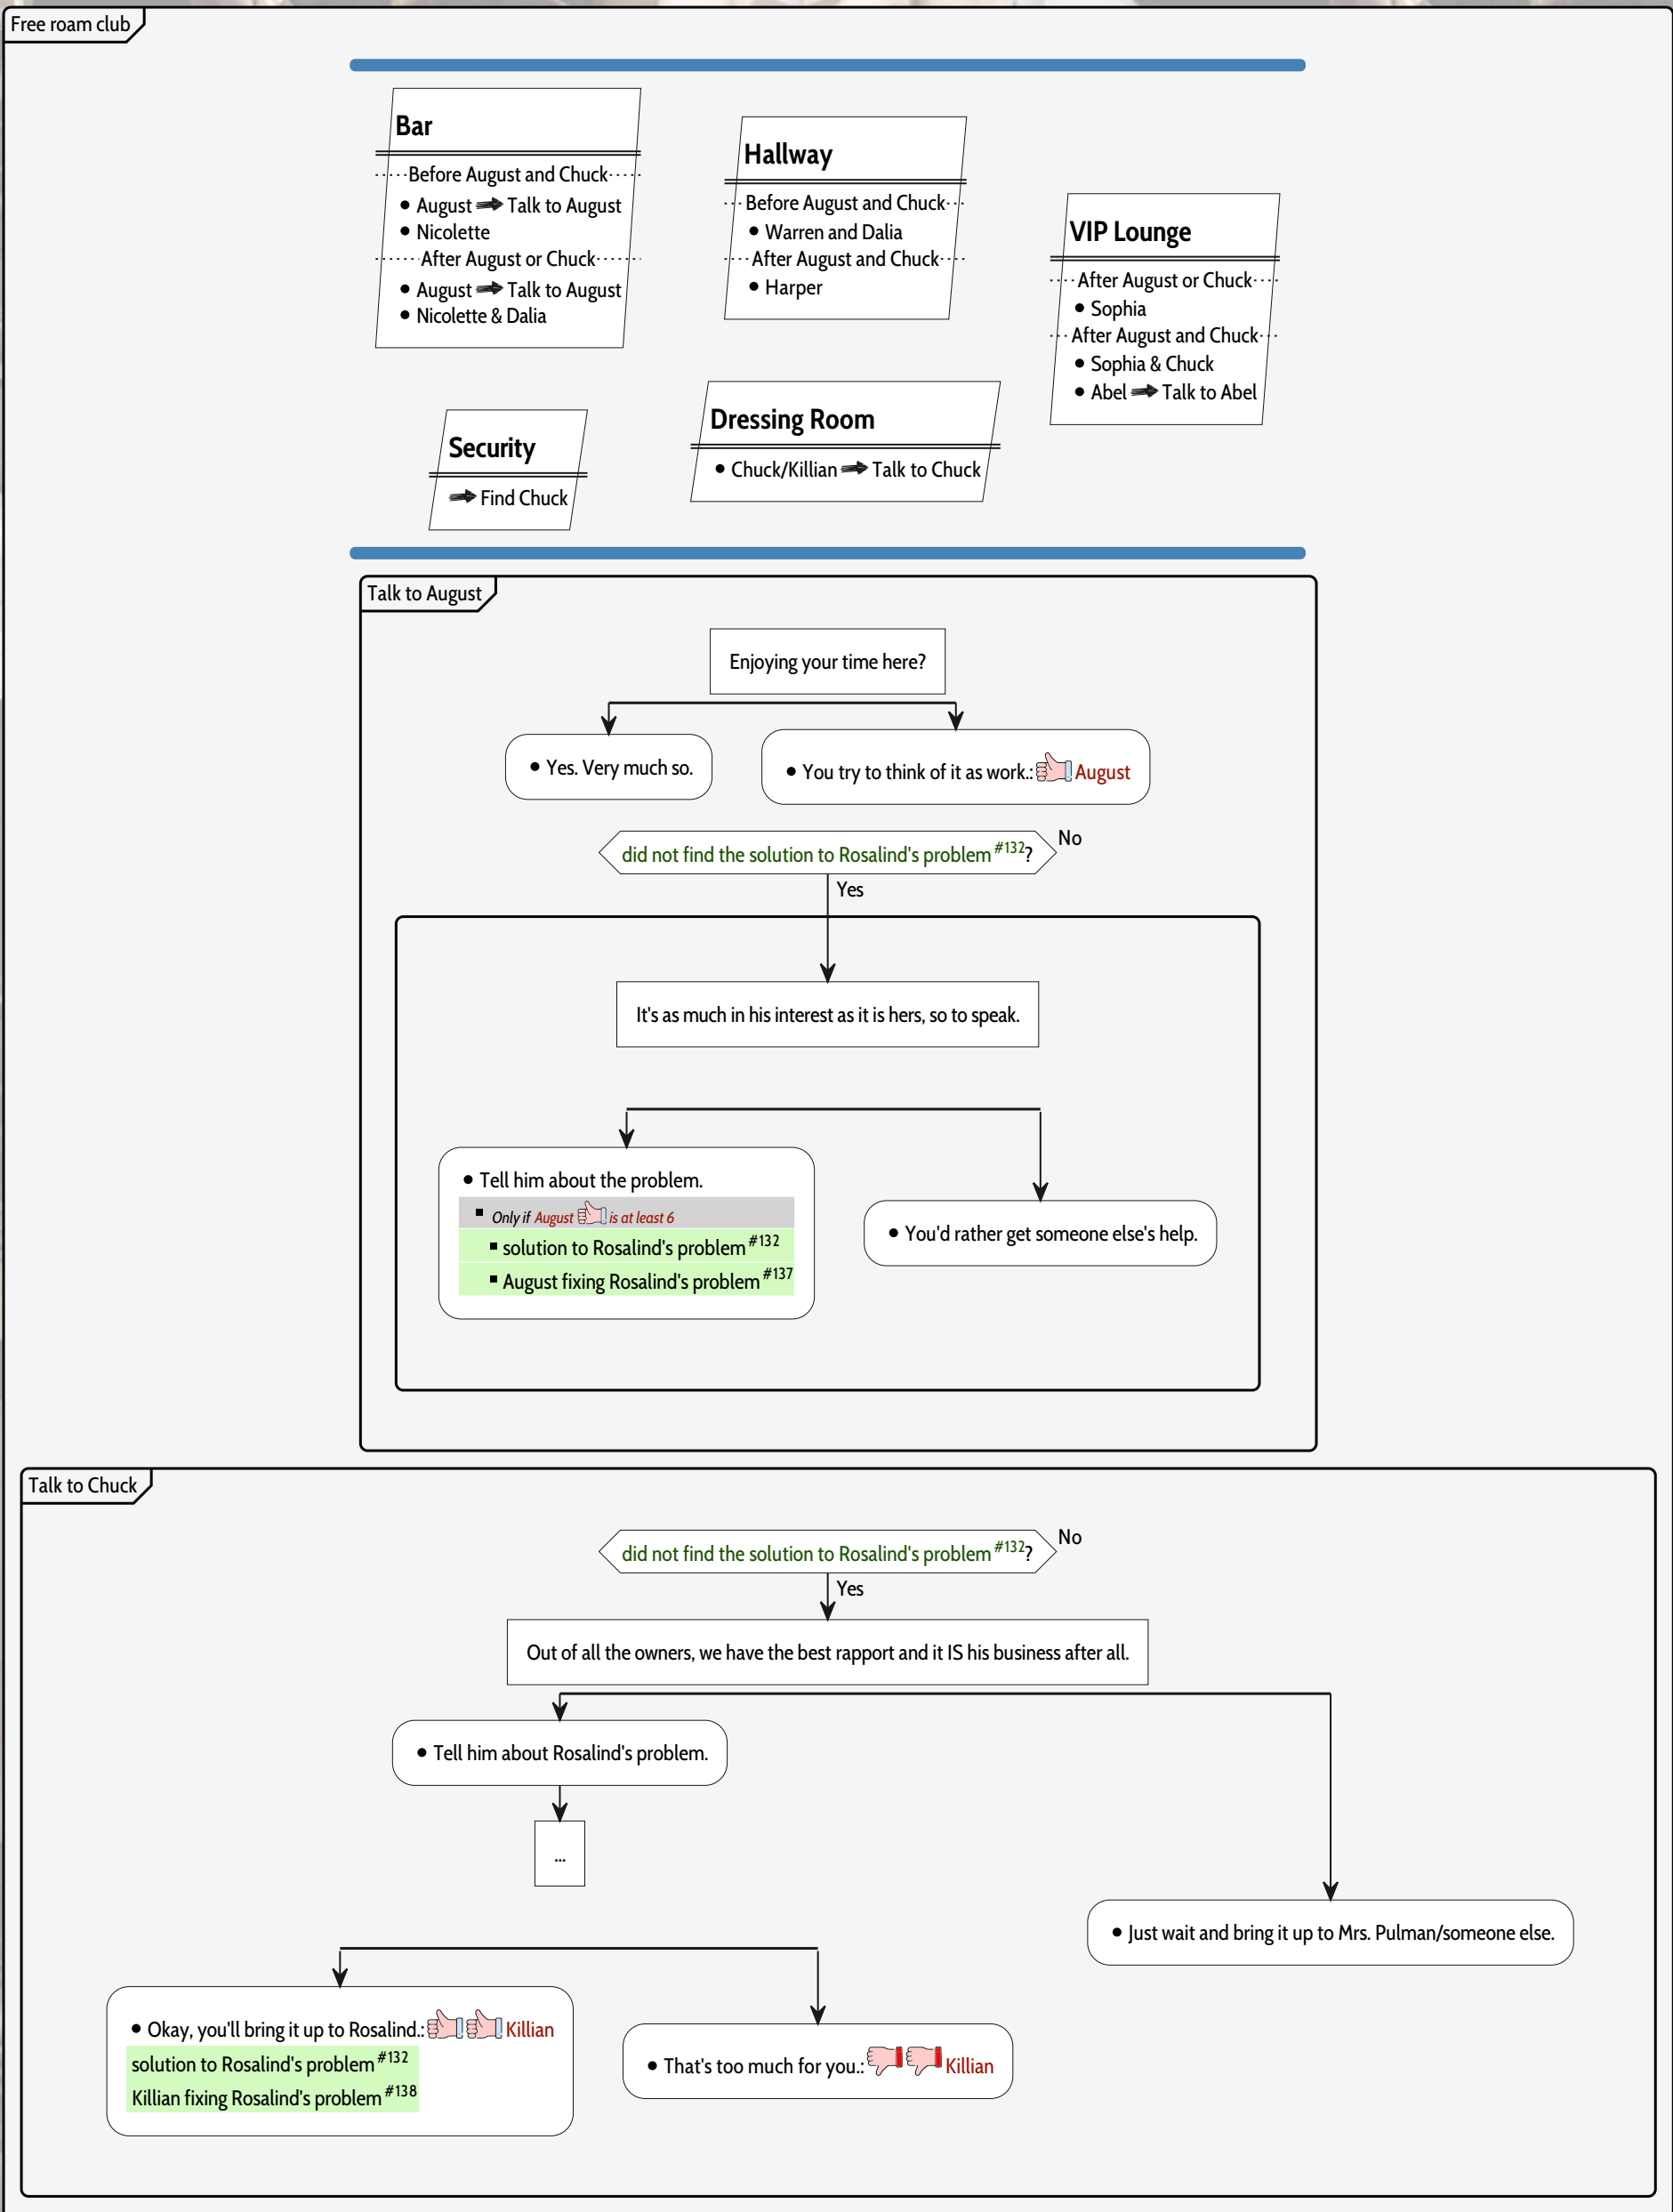 Free roam club
Bar
Before August and Chuck
August Talk to August
Nicolette
After August or Chuck
August Talk to August
Nicolette & Dalia
Hallway
Before August and Chuck
Warren and Dalia
After August and Chuck
Harper
VIP Lounge
After August or Chuck
Sophia
After August and Chuck
Sophia & Chuck
Abel Talk to Abel
Security
Find Chuck
Dressing Room
Chuck/Killian Talk to Chuck
Talk to August
Enjoying your time here?
Yes. Very much so.
You try to think of it as work.: August
did not find the solution to Rosalind's problem #132?
No
Yes
It's as much in his interest as it is hers, so to speak.
Tell him about the problem.
Only if August is at least 6
solution to Rosalind's problem #132
August fixing Rosalind's problem #137
You'd rather get someone else's help.
Talk to Chuck
did not find the solution to Rosalind's problem #132?
No
Yes
Out of all the owners, we have the best rapport and it IS his business after all.
Tell him about Rosalind's problem.
...
Just wait and bring it up to Mrs. Pulman/someone else.
Okay, you'll bring it up to Rosalind.: Killian
solution to Rosalind's problem #132
Killian fixing Rosalind's problem #138
That's too much for you.: Killian